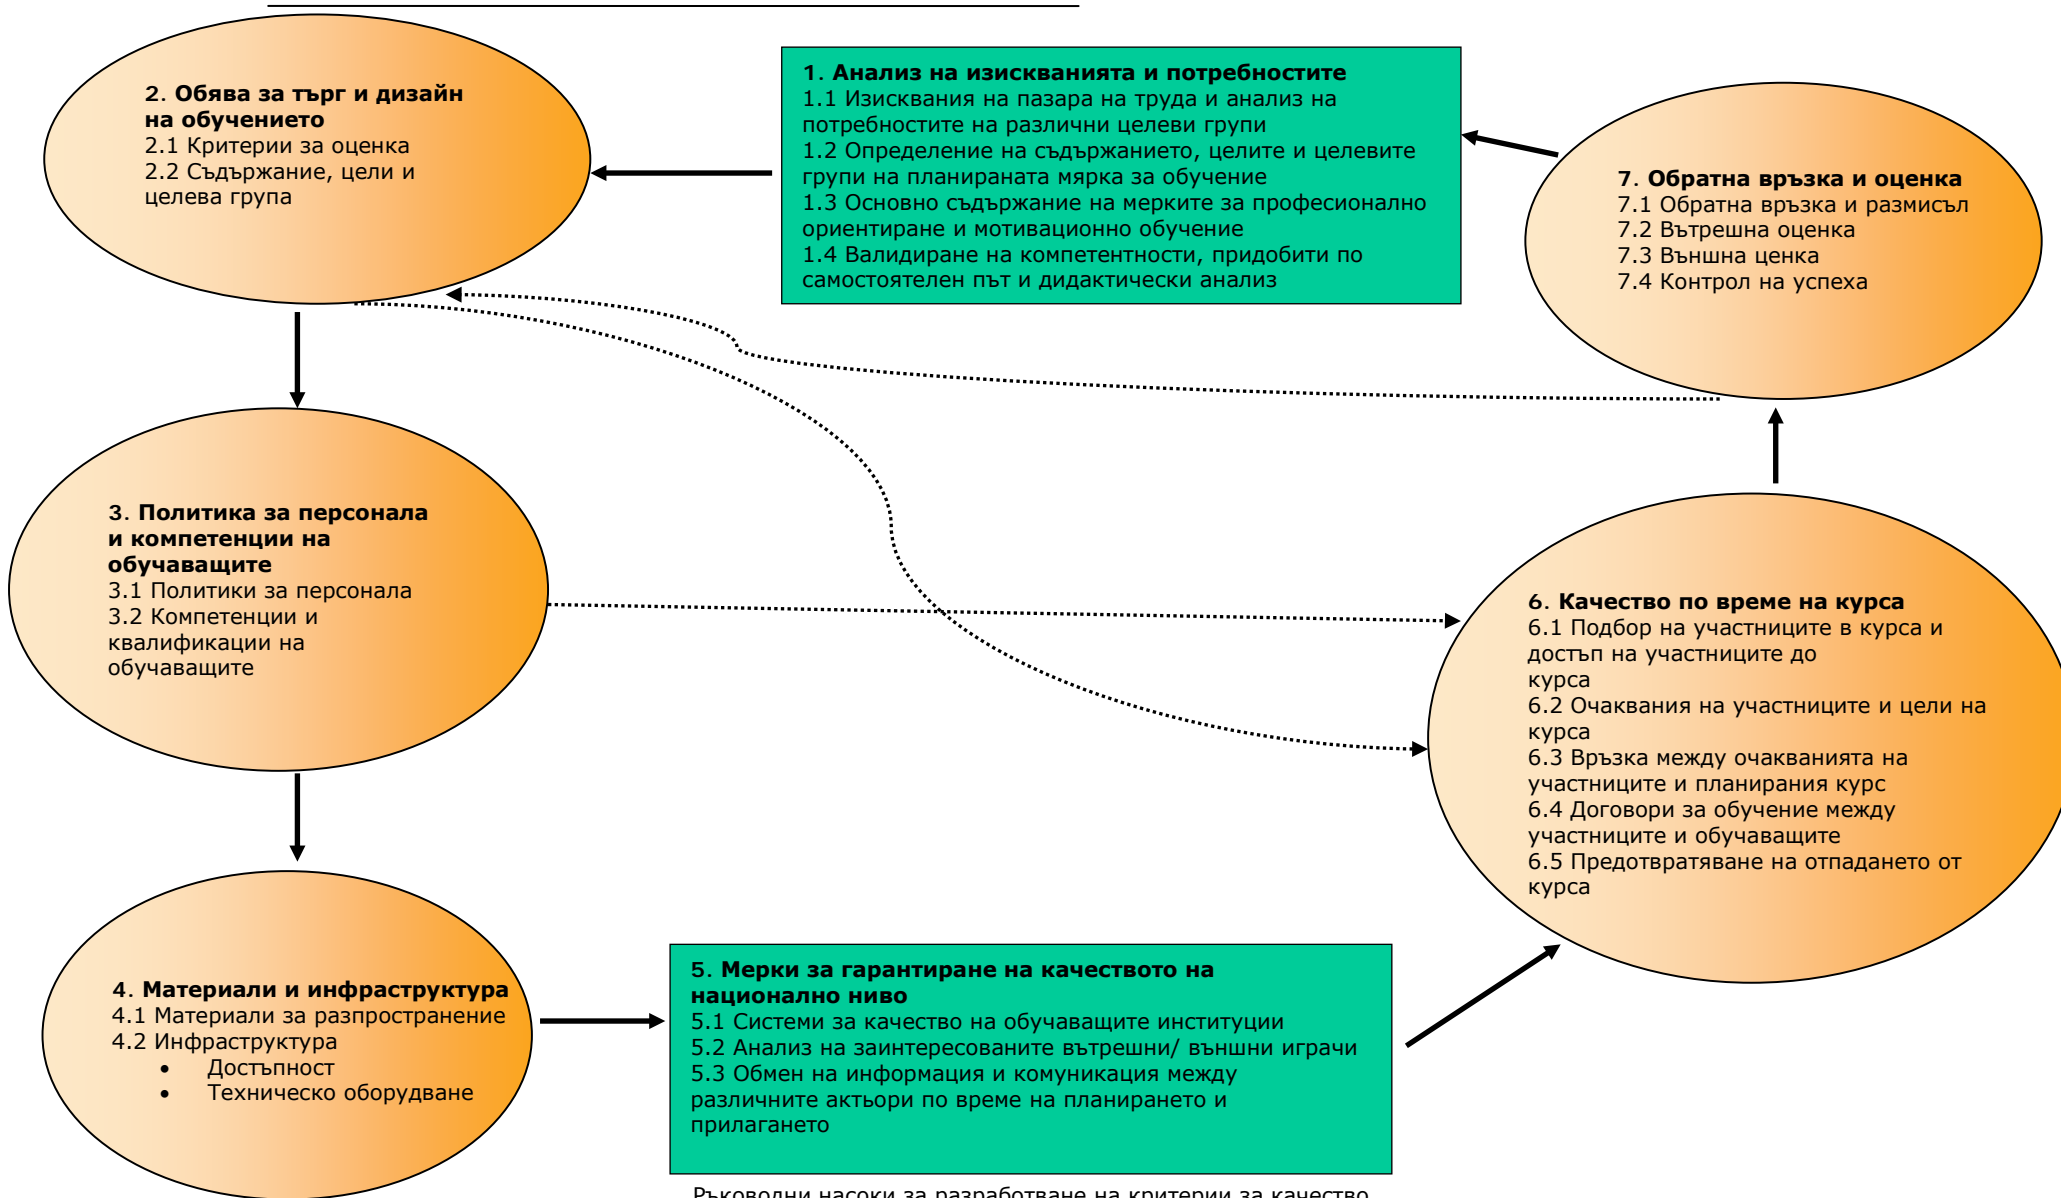 1. Анализ на изискванията и потребностите
1.1 Изисквания на пазара на труда и анализ на
потребностите на различни целеви групи
1.2 Определение на съдържанието, целите и целевите
групи на планираната мярка за обучение
1.3 Основно съдържание на мерките за професионално
ориентиране и мотивационно обучение
1.4 Валидиране на компетентности, придобити по
самостоятелен път и дидактически анализ
2. Обява за търг и дизайн
на обучението
2.1 Критерии за оценка
2.2 Съдържание, цели и
целева група
3. Политика за персонала
и компетенции на
обучаващите
3.1 Политики за персонала
3.2 Компетенции и
квалификации на
обучаващите
4. Материали и инфраструктура
4.1 Материали за разпространение
4.2 Инфраструктура
• Достъпност
• Техническо оборудване
5. Мерки за гарантиране на качеството на
национално ниво
5.1 Системи за качество на обучаващите институции
5.2 Анализ на заинтересованите вътрешни/ външни играчи
5.3 Обмен на информация и комуникация между
различните актьори по време на планирането и
прилагането
6. Качество по време на курса
6.1 Подбор на участниците в курса и
достъп на участниците до
курса
6.2 Очаквания на участниците и цели на
курса
6.3 Връзка между очакванията на
участниците и планирания курс
6.4 Договори за обучение между
участниците и обучаващите
6.5 Предотвратяване на отпадането от
курса
7. Обратна връзка и оценка
7.1 Обратна връзка и размисъл
7.2 Вътрешна оценка
7.3 Външна ценка
7.4 Контрол на успеха
Ръководни насоки за разработване на критерии за качество